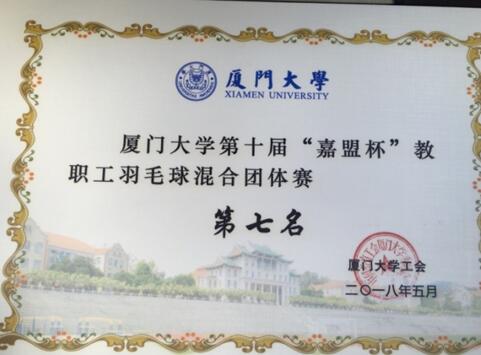 厦門大學
XIAMEN UNIVERSITY
厦门大学第十届“嘉盟杯”教
职工羽毛球混合团体赛
第七名
厦门大学工会
二〇一八年五月